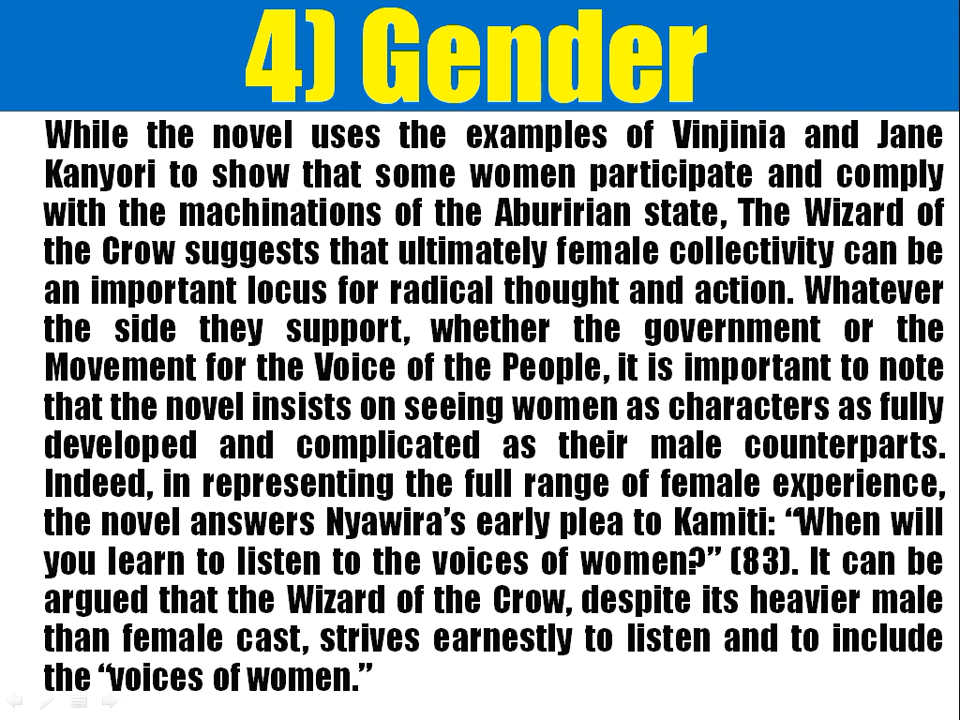 4) Gender
While the novel uses the examples of Vinjinia and Jane
Kanyori to show that some women participate and comply
with the machinations of the Aburirian state, The Wizard of
the Crow suggests that ultimately female collectivity can be
an important locus for radical thought and action. Whatever
the side they support, whether the government or the
Movement for the Voice of the People, it is important to note
that the novel insists on seeing women as characters as fully
developed and complicated as their male counterparts.
Indeed, in representing the full range of female experience,
the novel answers Nyawira’s early plea to Kamiti: “When will
you learn to listen to the voices of women?” (83). It can be
argued that the Wizard of the Crow, despite its heavier male
than female cast, strives earnestly to listen and to include
the “voices of women.”